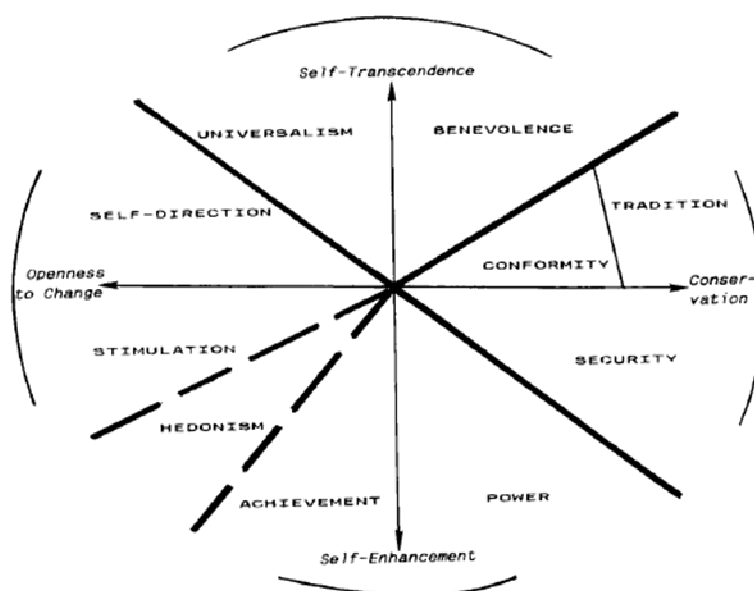 Self-Transcendence
UNIVERSALISM
BENEVOLENCE
SELF-DIRECTION
TRADITION
CONFORMITY
Openness
to Change
Conser-
vation
STIMULATION
SECURITY
HEDONISM
ACHIEVEMENT
POWER
Self-Enhancement